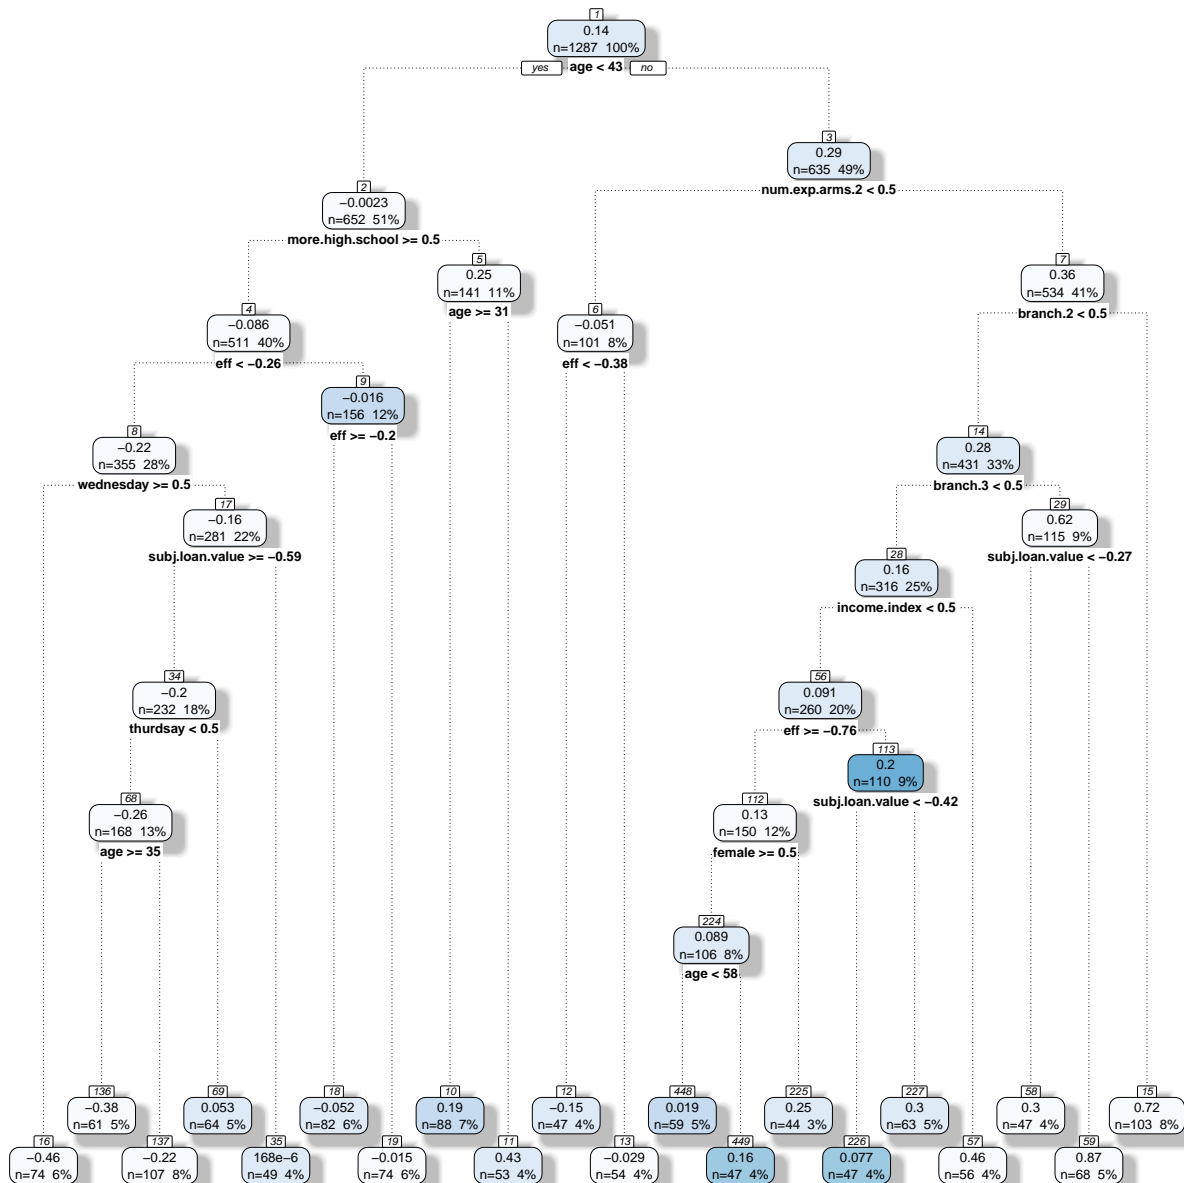 1
0.14
n=1287 100%
yes age < 43 no
3
0.29
n=635 49%
num.exp.arms.2 < 0.5
2
−0.0023
n=652 51%
more.high.school >= 0.5
5
0.25
n=141 11%
age >= 31
7
0.36
n=534 41%
branch.2 < 0.5
4
−0.086
n=511 40%
eff < −0.26
6
−0.051
n=101 8%
eff < −0.38
9
−0.016
n=156 12%
eff >= −0.2
8
−0.22
n=355 28%
wednesday >= 0.5
14
0.28
n=431 33%
branch.3 < 0.5
17
−0.16
n=281 22%
subj.loan.value >= −0.59
29
0.62
n=115 9%
subj.loan.value < −0.27
28
0.16
n=316 25%
income.index < 0.5
34
−0.2
n=232 18%
thurdsay < 0.5
56
0.091
n=260 20%
eff >= −0.76
113
0.2
n=110 9%
subj.loan.value < −0.42
68
−0.26
n=168 13%
age >= 35
112
0.13
n=150 12%
female >= 0.5
224
0.089
n=106 8%
age < 58
136
−0.38
n=61 5%
69
0.053
n=64 5%
18
−0.052
n=82 6%
10
0.19
n=88 7%
12
−0.15
n=47 4%
448
0.019
n=59 5%
225
0.25
n=44 3%
227
0.3
n=63 5%
58
0.3
n=47 4%
15
0.72
n=103 8%
16
−0.46
n=74 6%
137
−0.22
n=107 8%
35
168e−6
n=49 4%
19
−0.015
n=74 6%
11
0.43
n=53 4%
13
−0.029
n=54 4%
449
0.16
n=47 4%
226
0.077
n=47 4%
57
0.46
n=56 4%
59
0.87
n=68 5%